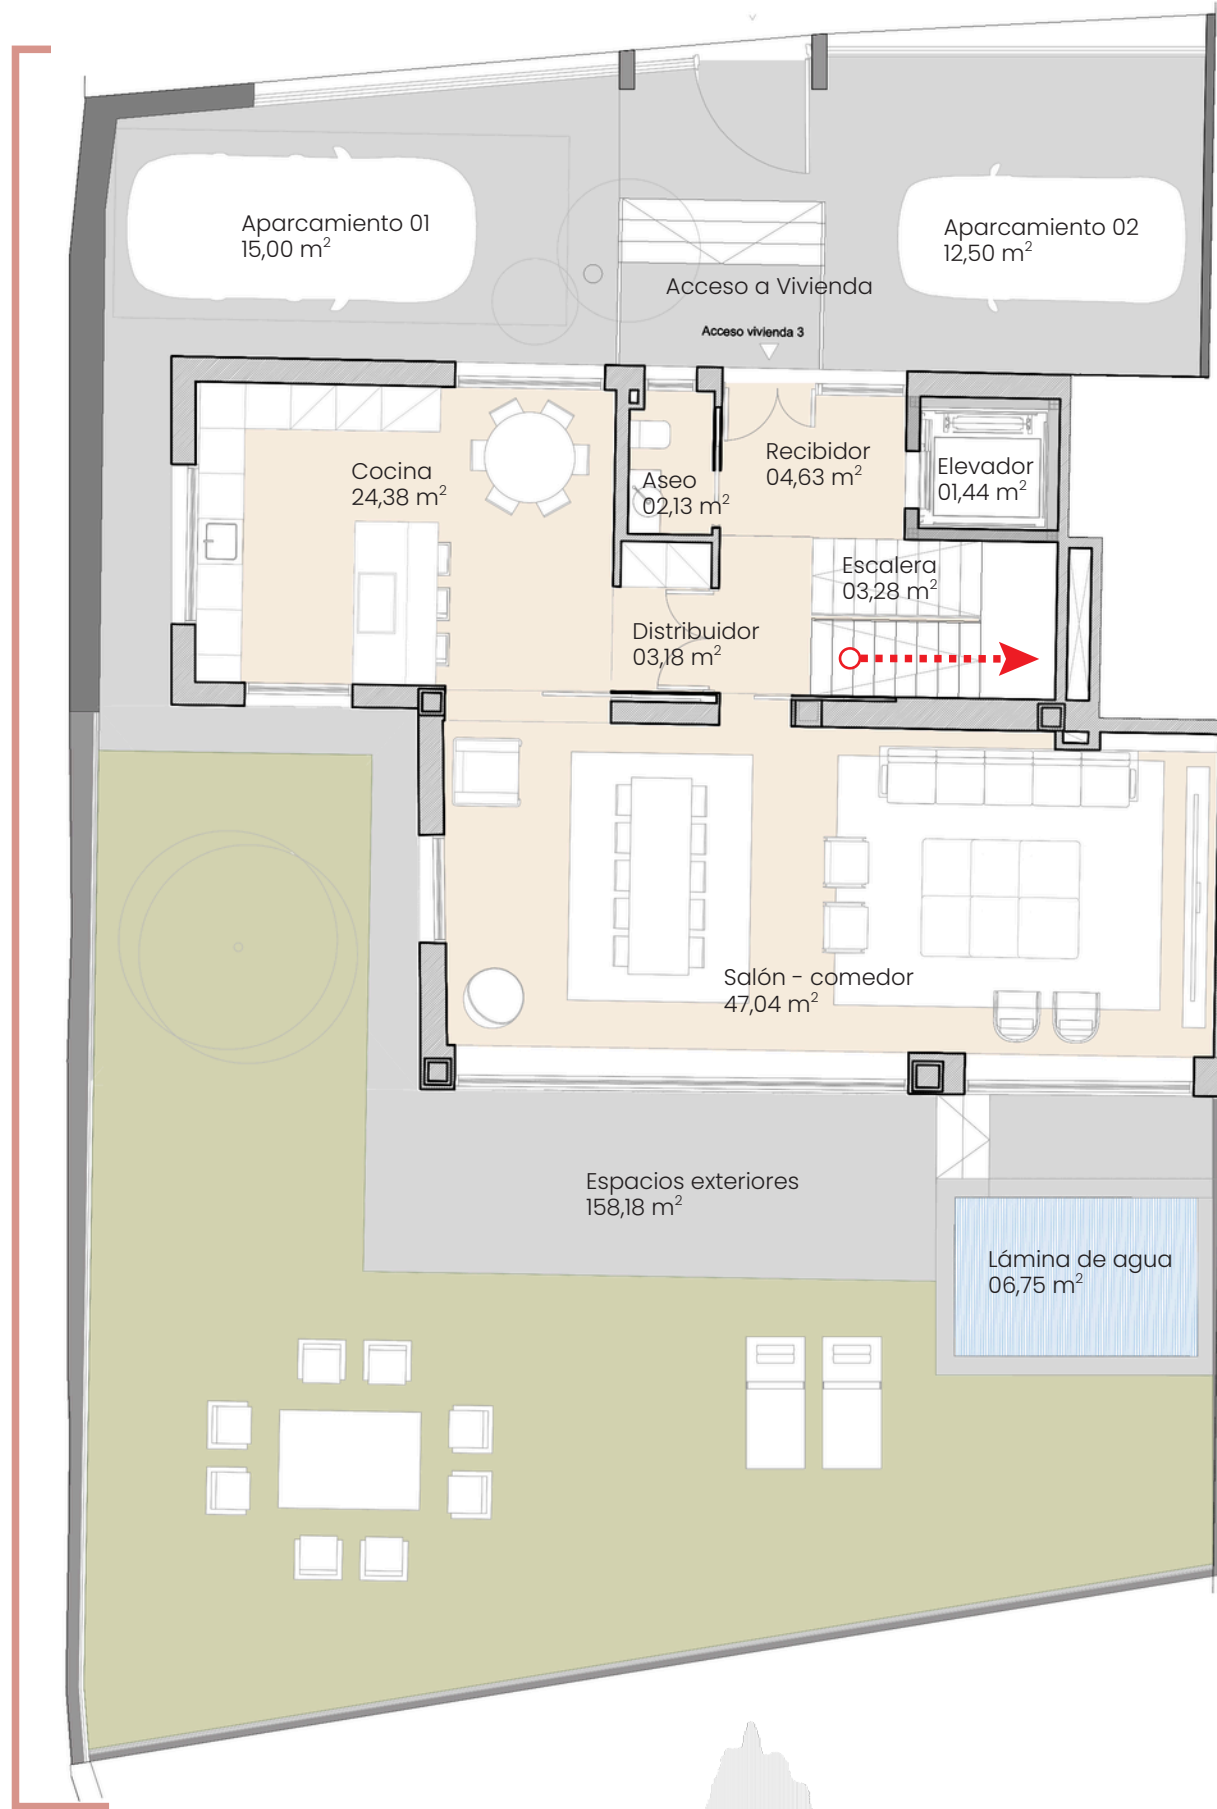 Aparcamiento 01
15,00 m²
Aparcamiento 02
12,50 m²
Acceso a Vivienda
Acceso vivienda 3
Cocina
24,38 m²
Aseo
02,13 m²
Recibidor
04,63 m²
Elevador
01,44 m²
Escalera
03,28 m²
Distribuidor
03,18 m²
Salón - comedor
47,04 m²
Espacios exteriores
158,18 m²
Lámina de agua
06,75 m²